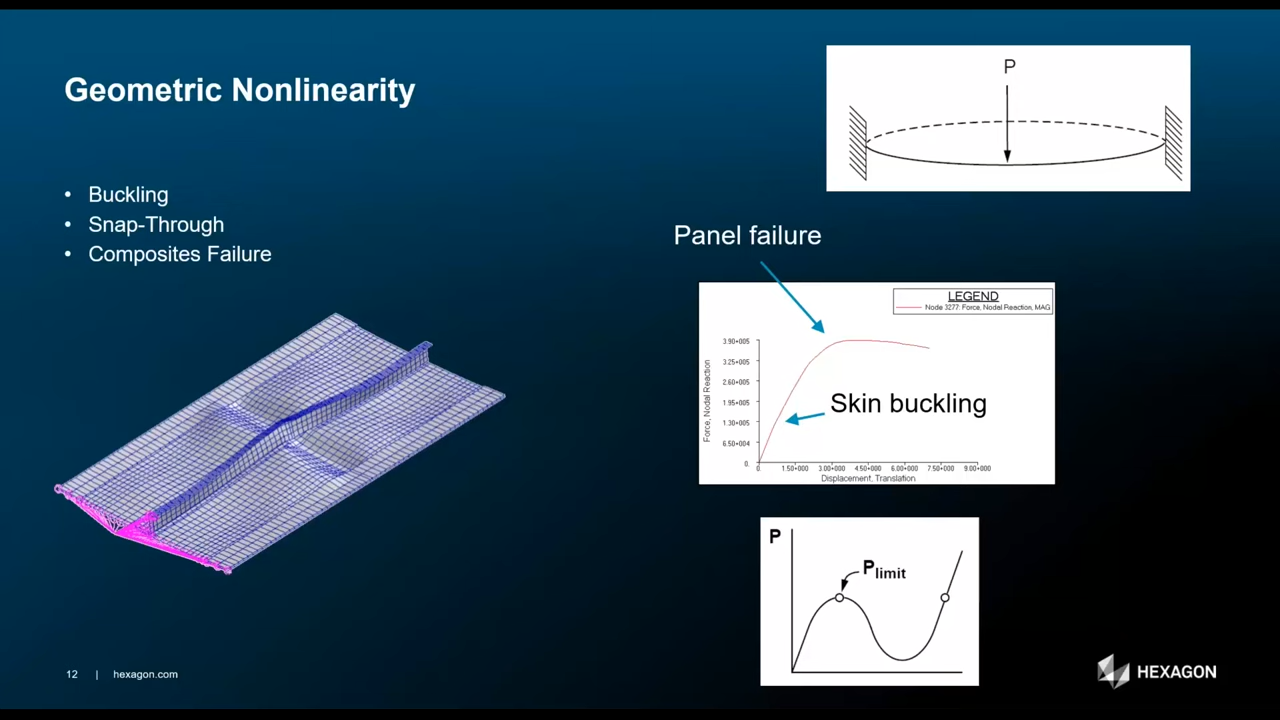 Geometric Nonlinearity
• Buckling
• Snap-Through
• Composites Failure
P
Panel failure
LEGEND
Node 3277: Force, Nodal Reaction, MAG
Force, Nodal Reaction
3.90+005
3.25+005
2.60+005
1.95+005
1.30+005
6.50+004
0.
Skin buckling
0. 1.50+000 3.00+000 4.50+000 6.00+000 7.50+000 9.00+000
Displacement, Translation
P
Plimit
12 | hexagon.com
HEXAGON